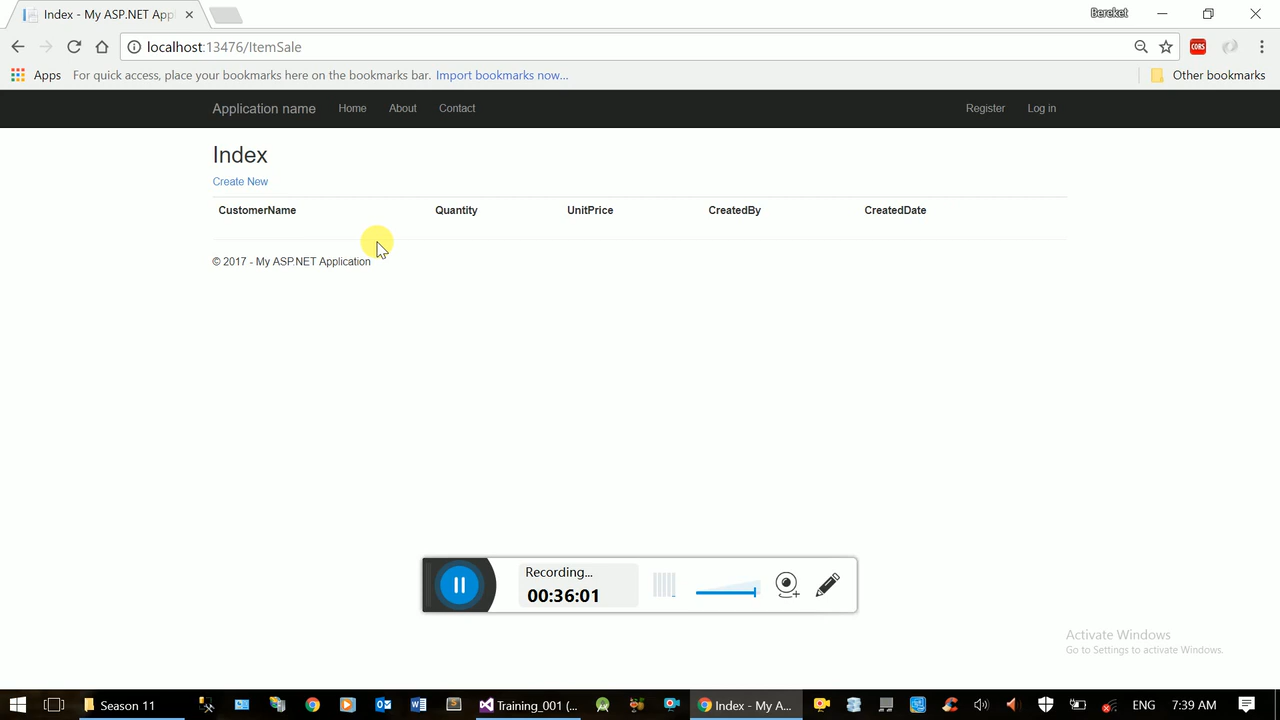 Index - My ASP.NET App
Bereket
localhost:13476/ItemSale
CORS
Apps
For quick access, place your bookmarks here on the bookmarks bar. Import bookmarks now...
Other bookmarks
Application name
Home
About
Contact
Register
Log in
Index
Create New
CustomerName Quantity UnitPrice CreatedBy CreatedDate
© 2017 - My ASP.NET Application
Recording...
00:36:01
Activate Windows
Go to Settings to activate Windows.
Season 11
Training_001 (...
Index - My A...
ENG
7:39 AM